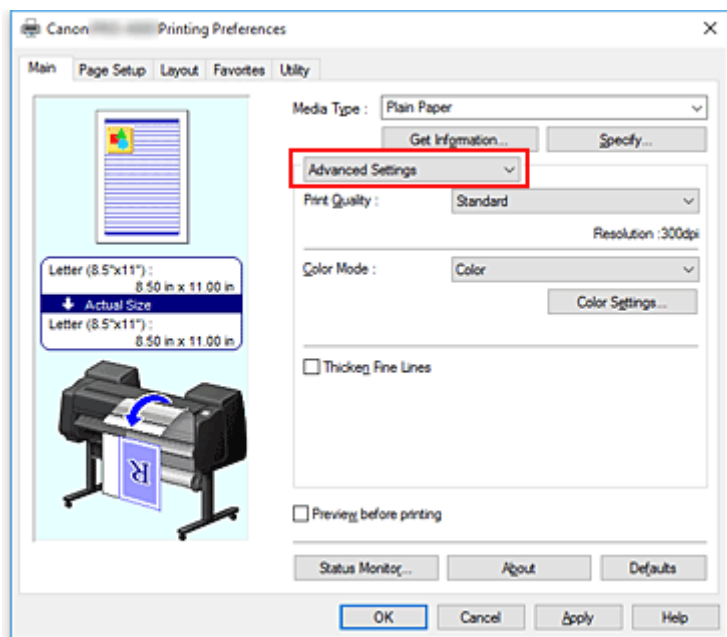 Canon Printing Preferences
Main Page Setup Layout Favorites Utility
Media Type : Plain Paper
Get Information... Specify...
Advanced Settings
Print Quality : Standard
Resolution :300dpi
Color Mode : Color
Color Settings...
Thicken Fine Lines
Letter (8.5"x11") :
8.50 in x 11.00 in
Actual Size
Letter (8.5"x11") :
8.50 in x 11.00 in
R
Preview before printing
Status Monitor... About Defaults
OK Cancel Apply Help